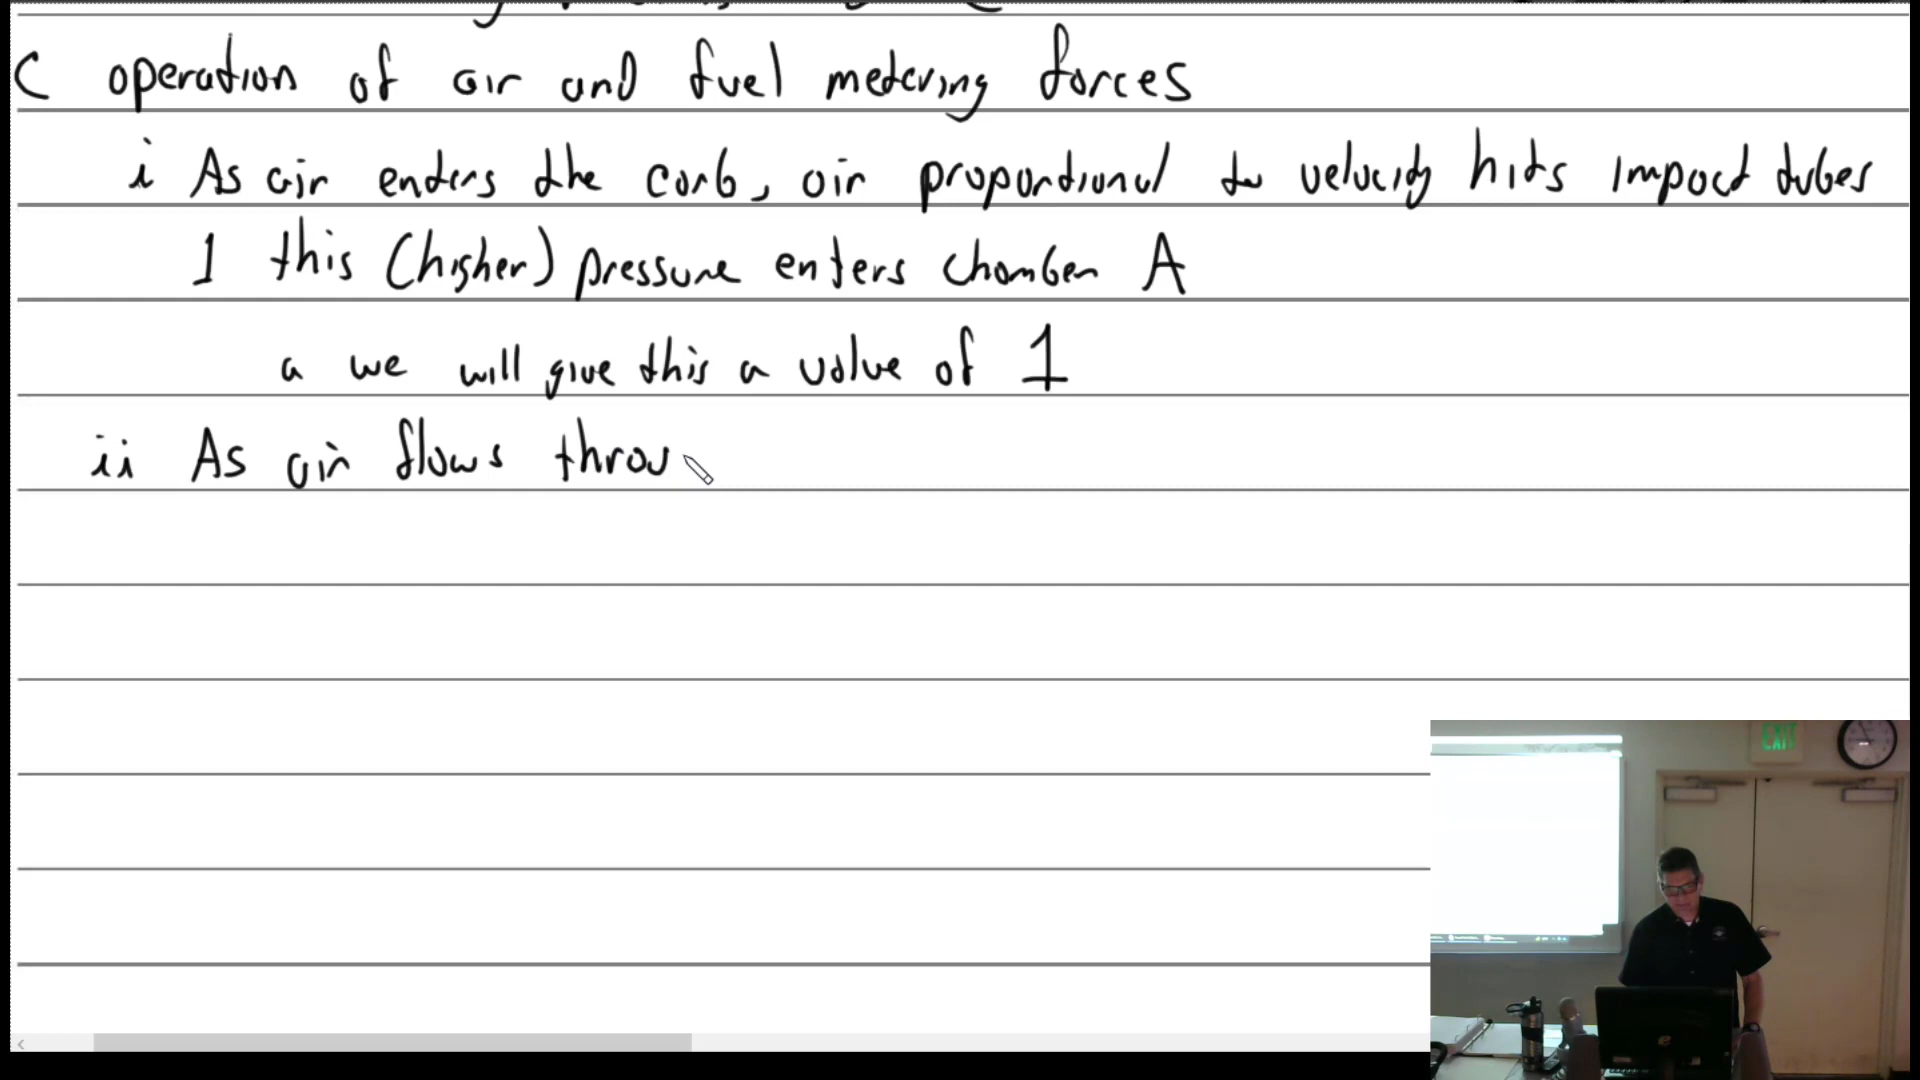 C operation of air and fuel metering forces
i As air enters the carb, air proportional to velocity hits impact tubes
1 this (higher) pressure enters chamber A
a we will give this a value of 1
ii As air flows throu
EXIT